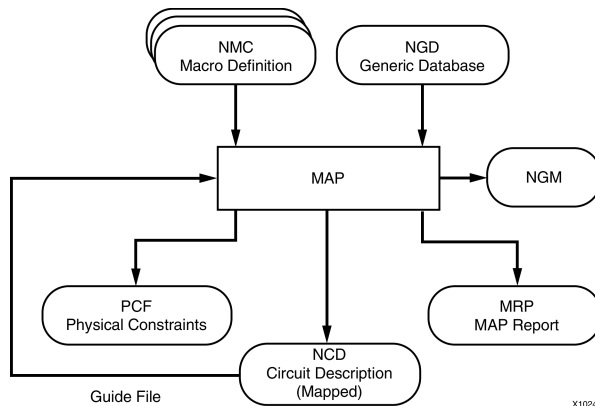 NMC
Macro Definition
NGD
Generic Database
MAP
NGM
PCF
Physical Constraints
MRP
MAP Report
NCD
Circuit Description
(Mapped)
Guide File
X1024